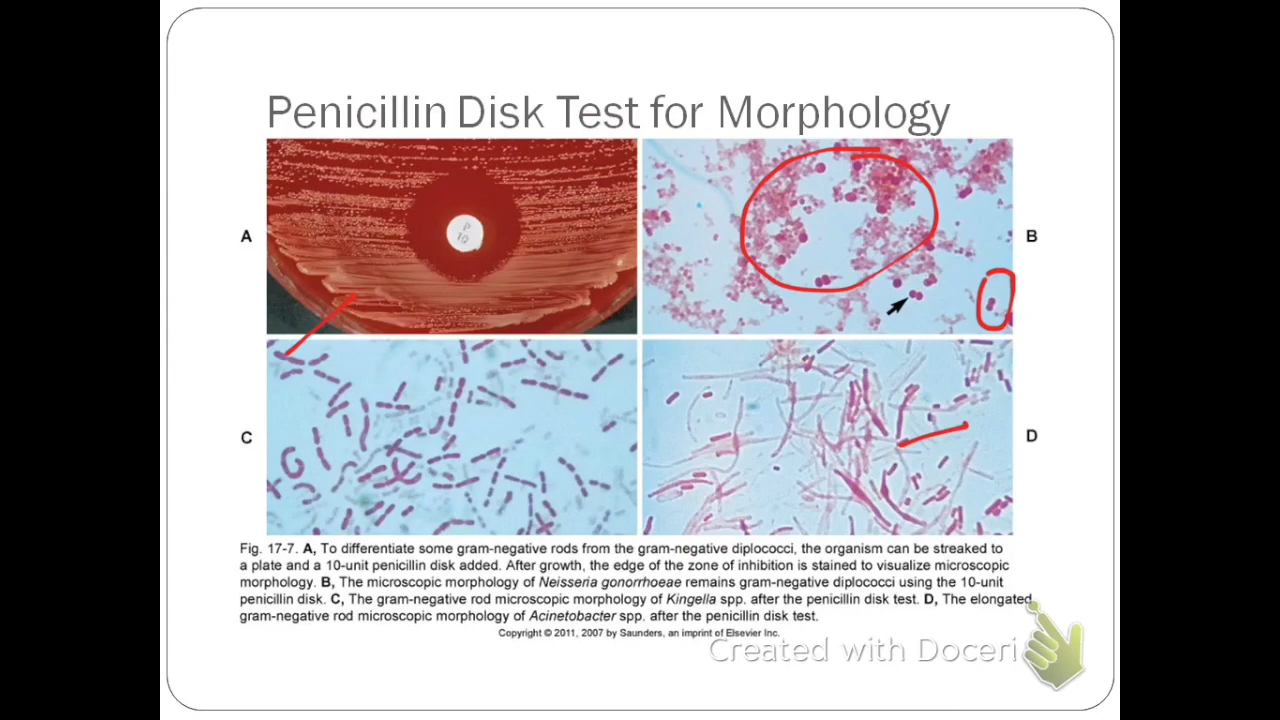 Penicillin Disk Test for Morphology
P
10
A
B
C
D
Fig. 17-7. A, To differentiate some gram-negative rods from the gram-negative diplococci, the organism can be streaked to
a plate and a 10-unit penicillin disk added. After growth, the edge of the zone of inhibition is stained to visualize microscopic
morphology. B, The microscopic morphology of Neisseria gonorrhoeae remains gram-negative diplococci using the 10-unit
penicillin disk. C, The gram-negative rod microscopic morphology of Kingella spp. after the penicillin disk test. D, The elongated
gram-negative rod microscopic morphology of Acinetobacter spp. after the penicillin disk test.
Copyright © 2011, 2007 by Saunders, an imprint of Elsevier Inc.
Created with Doceri